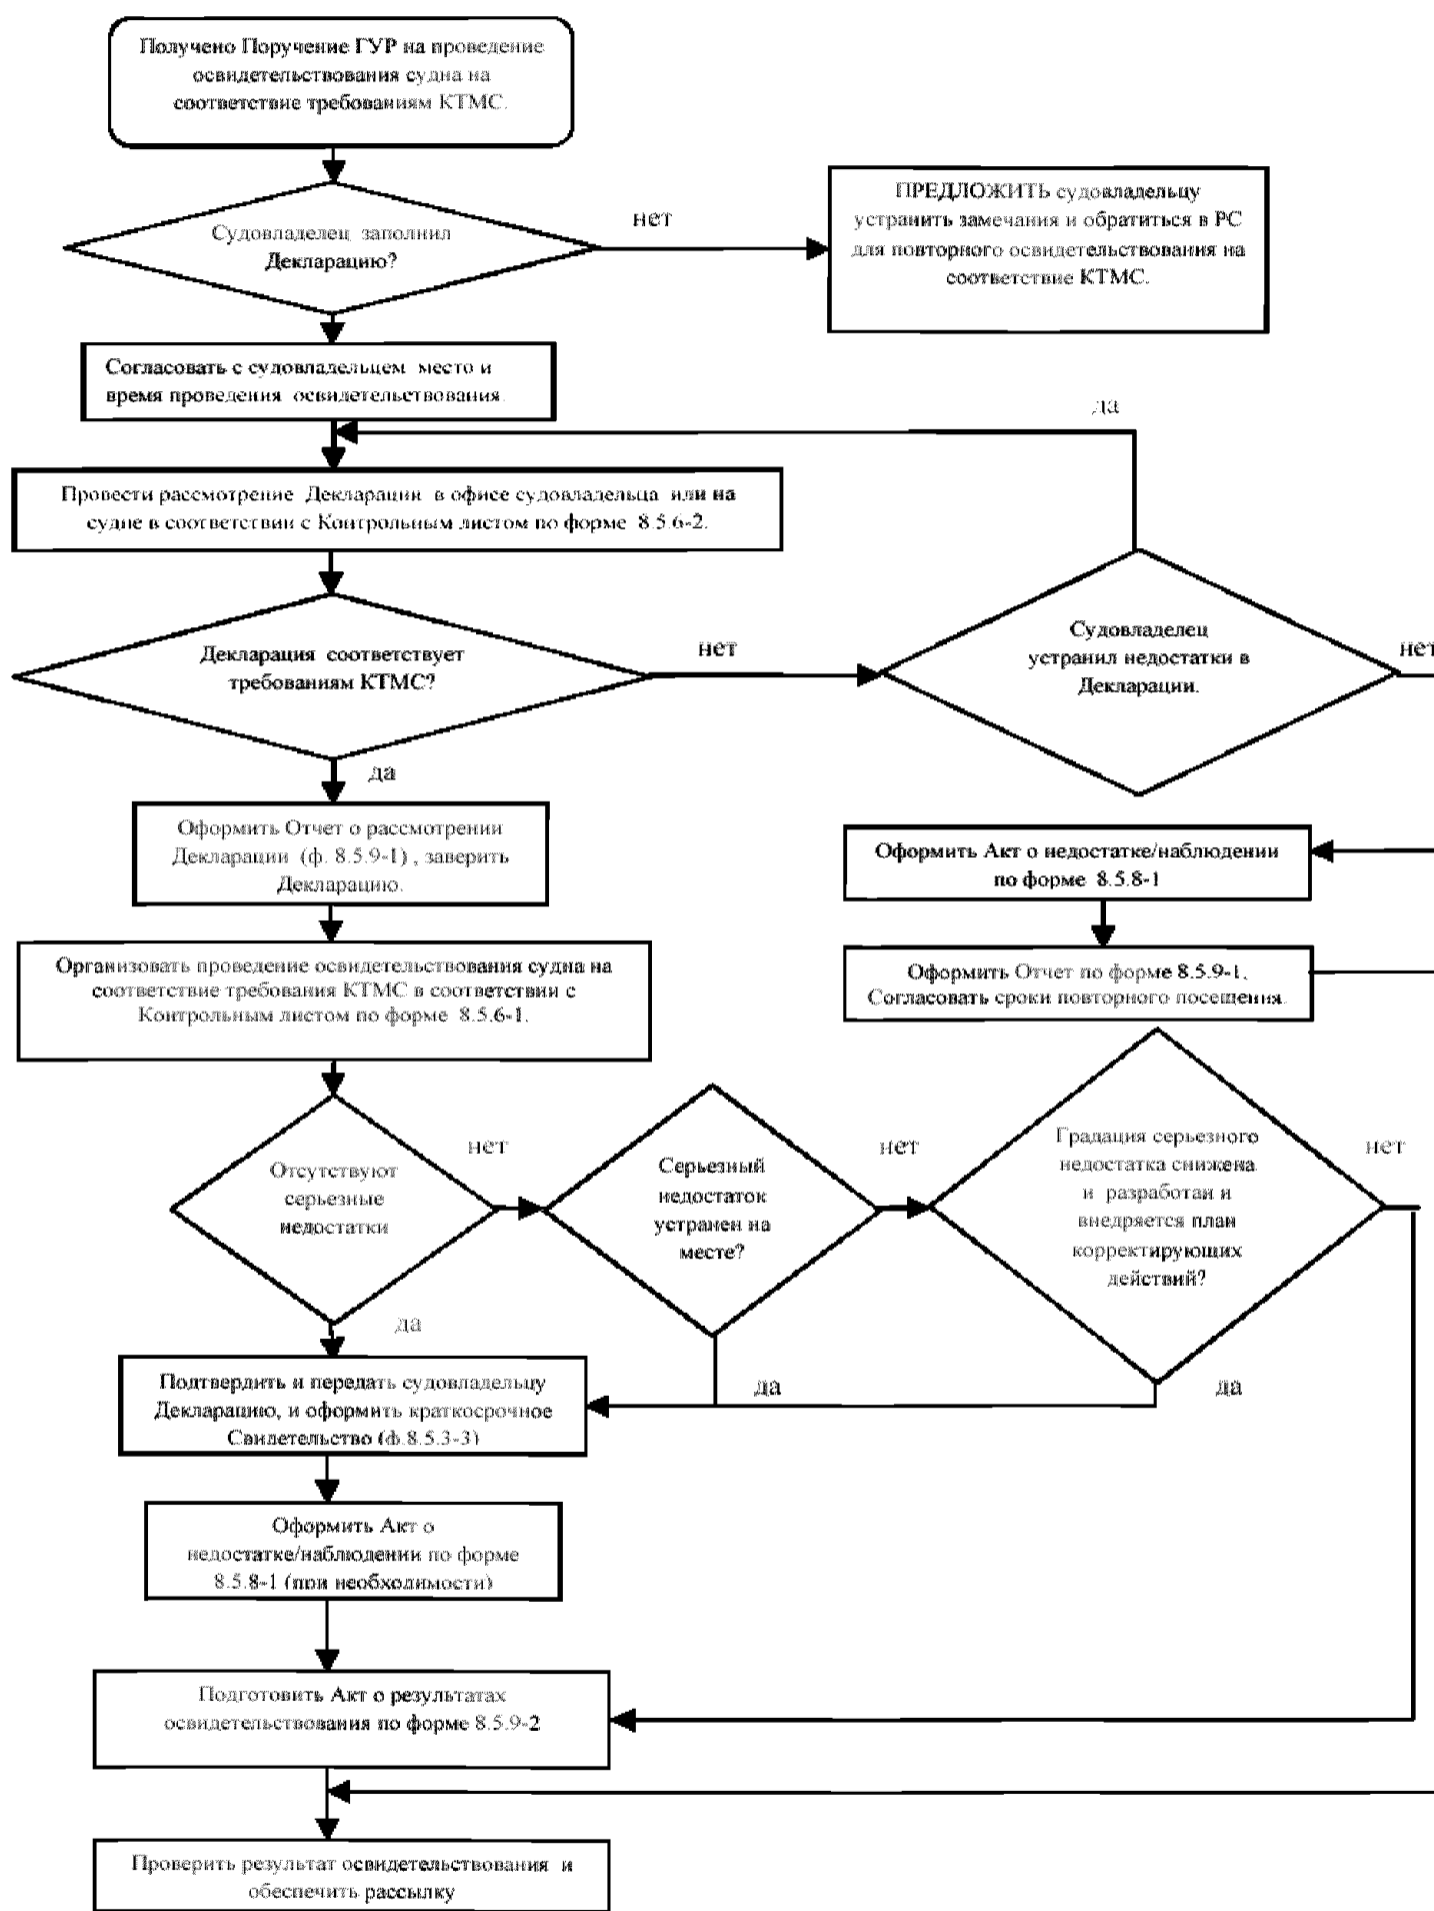 Получено Поручение ГУР на проведение
освидетельствования судна на
соответствие требованиям КТМС.
Судовладелец заполнил
Декларацию?
нет
ПРЕДЛОЖИТЬ судовладельцу
устранить замечания и обратиться в РС
для повторного освидетельствования на
соответствие КТМС.
Согласовать с судовладельцем место и
время проведения освидетельствования.
да
Провести рассмотрение Декларации в офисе судовладельца или на
судне в соответствии с Контрольным листом по форме 8.5.6-2.
Декларация соответствует
требованиям КТМС?
нет
Судовладелец
устранил недостатки в
Декларации.
нет
да
Оформить Отчет о рассмотрении
Декларации (ф. 8.5.9-1) , заверить
Декларацию.
Оформить Акт о недостатке/наблюдении
по форме 8.5.8-1
Организовать проведение освидетельствования судна на
соответствие требования КТМС в соответствии с
Контрольным листом по форме 8.5.6-1.
Оформить Отчет по форме 8.5.9-1.
Согласовать сроки повторного посещения.
Отсутствуют
серьезные
недостатки
нет
Серьезный
недостаток
устранен на
месте?
нет
Градация серьезного
недостатка снижена
и разработан и
внедряется план
корректирующих
действий?
нет
да
Подтвердить и передать судовладельцу
Декларацию, и оформить краткосрочное
Свидетельство (ф.8.5.3-3)
да
да
Оформить Акт о
недостатке/наблюдении по форме
8.5.8-1 (при необходимости)
Подготовить Акт о результатах
освидетельствования по форме 8.5.9-2
Проверить результат освидетельствования и
обеспечить рассылку